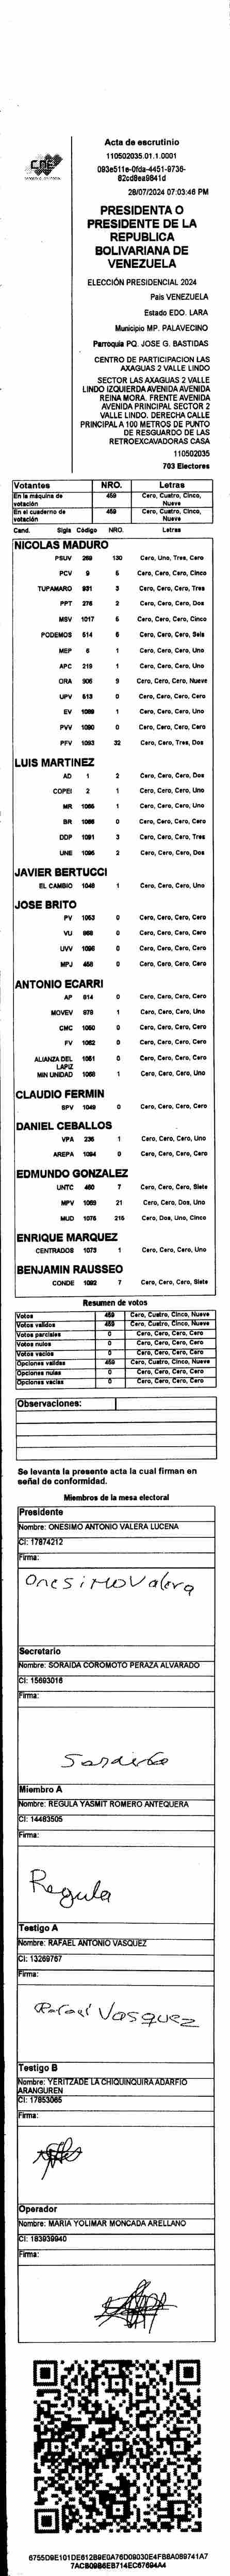 CNE
Acta de escrutinio
110502035.01.1.0001
093e511e-0fda-4451-9736-
62cd8ea9841d
28/07/2024 07:03:46 PM
PRESIDENTA O
PRESIDENTE DE LA
REPUBLICA
BOLIVARIANA DE
VENEZUELA
ELECCIÓN PRESIDENCIAL 2024
Pais VENEZUELA
Estado EDO. LARA
Municipio MP. PALAVECINO
Parroquia PQ. JOSE G. BASTIDAS
CENTRO DE PARTICIPACION LAS
AXAGUAS 2 VALLE LINDO
SECTOR LAS AXAGUAS 2 VALLE
LINDO IZQUIERDA AVENIDA AVENIDA
REINA MORA. FRENTE AVENIDA
AVENIDA PRINCIPAL SECTOR 2
VALLE LINDO. DERECHA CALLE
PRINCIPAL A 100 METROS DE PUNTO
DE RESGUARDO DE LAS
RETROEXCAVADORAS CASA
110502035
703 Electores
Votantes NRO. Letras
En la máquina de votación 459 Cero, Cuatro, Cinco, Nueve
En el cuaderno de votación 459 Cero, Cuatro, Cinco, Nueve
Cand. Sigla Código NRO. Letras
NICOLAS MADURO
PSUV 269 130 Cero, Uno, Tres, Cero
PCV 9 5 Cero, Cero, Cero, Cinco
TUPAMARO 931 3 Cero, Cero, Cero, Tres
PPT 276 2 Cero, Cero, Cero, Dos
MSV 1017 5 Cero, Cero, Cero, Cinco
PODEMOS 514 6 Cero, Cero, Cero, Seis
MEP 6 1 Cero, Cero, Cero, Uno
APC 219 1 Cero, Cero, Cero, Uno
ORA 906 9 Cero, Cero, Cero, Nueve
UPV 513 0 Cero, Cero, Cero, Cero
EV 1089 1 Cero, Cero, Cero, Uno
PVV 1090 0 Cero, Cero, Cero, Cero
PFV 1093 32 Cero, Cero, Tres, Dos
LUIS MARTINEZ
AD 1 2 Cero, Cero, Cero, Dos
COPEI 2 1 Cero, Cero, Cero, Uno
MR 1065 1 Cero, Cero, Cero, Uno
BR 1086 0 Cero, Cero, Cero, Cero
DDP 1091 3 Cero, Cero, Cero, Tres
UNE 1095 2 Cero, Cero, Cero, Dos
JAVIER BERTUCCI
EL CAMBIO 1048 1 Cero, Cero, Cero, Uno
JOSE BRITO
PV 1053 0 Cero, Cero, Cero, Cero
VU 968 0 Cero, Cero, Cero, Cero
UVV 1096 0 Cero, Cero, Cero, Cero
MPJ 458 0 Cero, Cero, Cero, Cero
ANTONIO ECARRI
AP 814 0 Cero, Cero, Cero, Cero
MOVEV 979 1 Cero, Cero, Cero, Uno
CMC 1050 0 Cero, Cero, Cero, Cero
FV 1082 0 Cero, Cero, Cero, Cero
ALIANZA DEL LAPIZ 1051 0 Cero, Cero, Cero, Cero
MIN UNIDAD 1068 1 Cero, Cero, Cero, Uno
CLAUDIO FERMIN
SPV 1049 0 Cero, Cero, Cero, Cero
DANIEL CEBALLOS
VPA 235 1 Cero, Cero, Cero, Uno
AREPA 1094 0 Cero, Cero, Cero, Cero
EDMUNDO GONZALEZ
UNTC 460 7 Cero, Cero, Cero, Siete
MPV 1069 21 Cero, Cero, Dos, Uno
MUD 1075 215 Cero, Dos, Uno, Cinco
ENRIQUE MARQUEZ
CENTRADOS 1073 1 Cero, Cero, Cero, Uno
BENJAMIN RAUSSEO
CONDE 1092 7 Cero, Cero, Cero, Siete
Resumen de votos
Votos 459 Cero, Cuatro, Cinco, Nueve
Votos validos 459 Cero, Cuatro, Cinco, Nueve
Votos parciales 0 Cero, Cero, Cero, Cero
Votos nulos 0 Cero, Cero, Cero, Cero
Votos vacios 0 Cero, Cero, Cero, Cero
Opciones validas 459 Cero, Cuatro, Cinco, Nueve
Opciones nulas 0 Cero, Cero, Cero, Cero
Opciones vacias 0 Cero, Cero, Cero, Cero
Observaciones:
Se levanta la presente acta la cual firman en
señal de conformidad.
Miembros de la mesa electoral
Presidente
Nombre: ONESIMO ANTONIO VALERA LUCENA
CI: 17874212
Firma:
Onesimo Valera
Secretario
Nombre: SORAIDA COROMOTO PERAZA ALVARADO
CI: 15693016
Firma:
Miembro A
Nombre: REGULA YASMIT ROMERO ANTEQUERA
CI: 14483505
Firma:
Regula
Testigo A
Nombre: RAFAEL ANTONIO VASQUEZ
CI: 13269767
Firma:
Rafael Vasquez
Testigo B
Nombre: YERITZADE LA CHIQUINQUIRA ADARFIO
ARANGUREN
CI: 17853065
Firma:
Operador
Nombre: MARIA YOLIMAR MONCADA ARELLANO
CI: 183939940
Firma:
6755D9E101DE612B9E0A76D09030E4FB8A089741A7
7ACB0986EB714EC67694A4